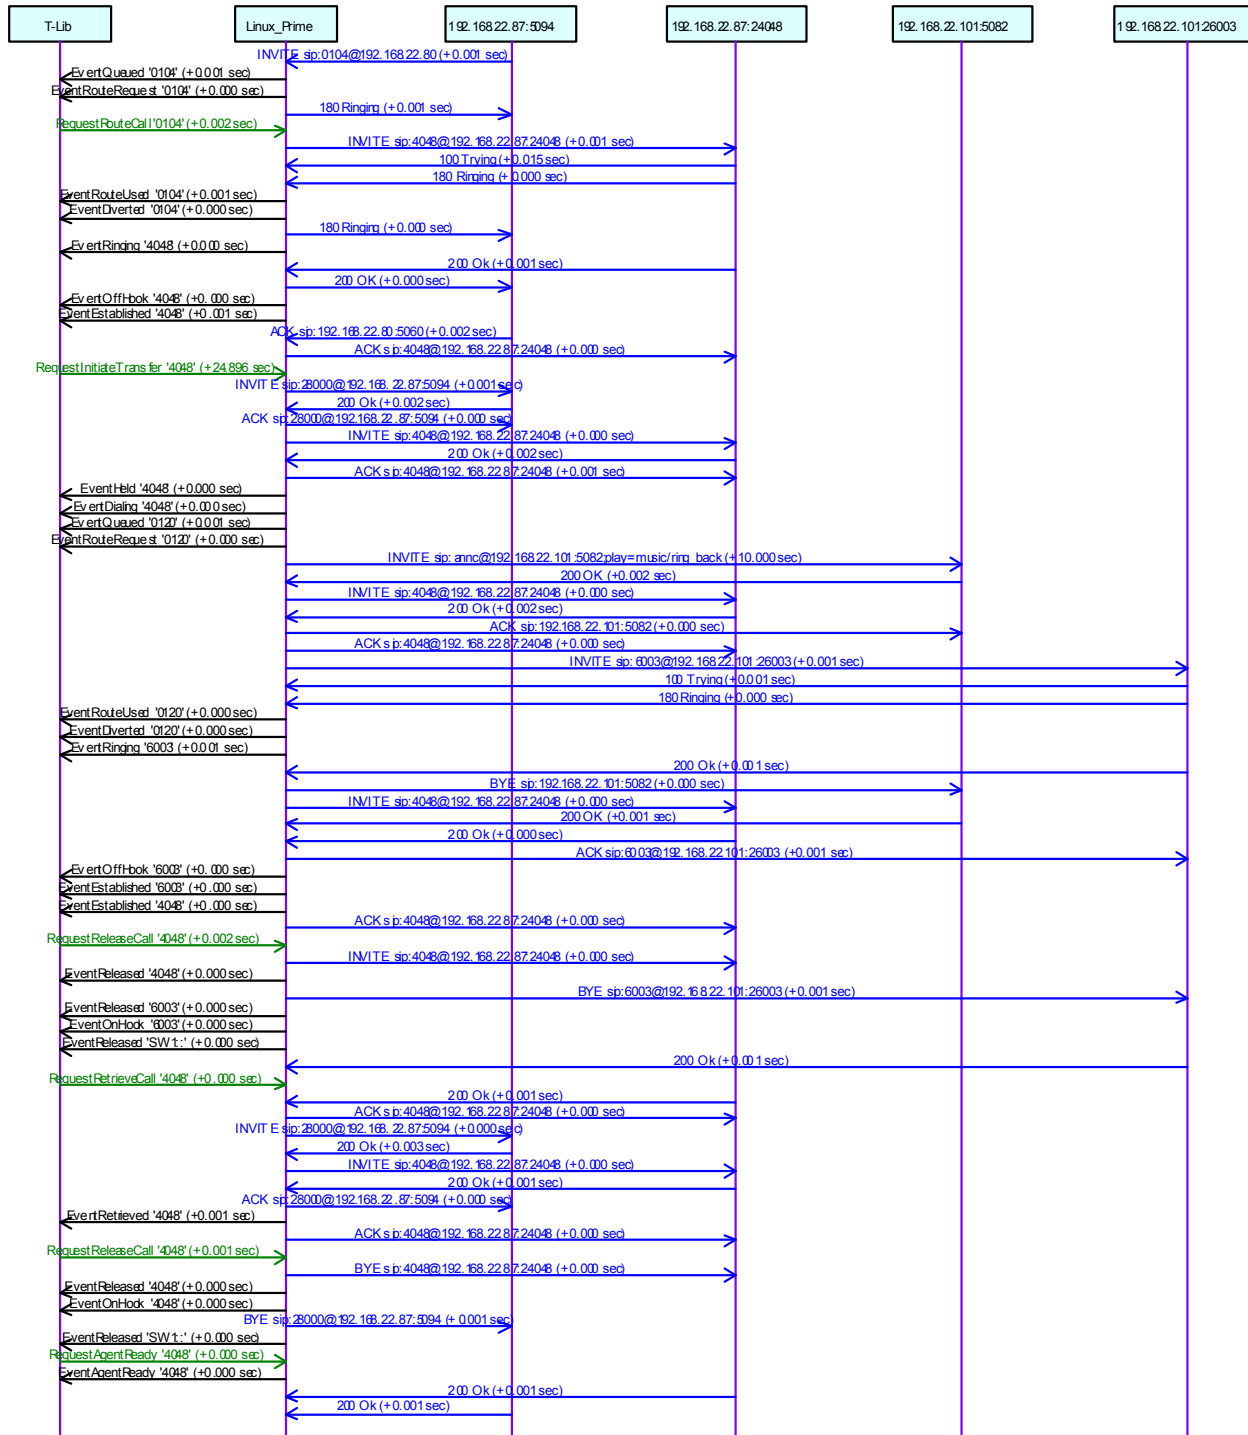 T-Lib
Linux_Prime
192.168.22.87:5094
192.168.22.87:24048
192.168.22.101:5082
192.168.22.101:26003
INVITE sip:0104@192.168.22.80 (+0.001 sec)
EventQueued '0104' (+0.001 sec)
EventRouteRequest '0104' (+0.000 sec)
180 Ringing (+0.001 sec)
RequestRouteCall '0104' (+0.002 sec)
INVITE sip:4048@192.168.22.87:24048 (+0.001 sec)
100 Trying (+0.015 sec)
180 Ringing (+0.000 sec)
EventRouteUsed '0104' (+0.001 sec)
EventDiverted '0104' (+0.000 sec)
180 Ringing (+0.000 sec)
EventRinging '4048' (+0.000 sec)
200 Ok (+0.001 sec)
200 OK (+0.000 sec)
EventOffHook '4048' (+0.000 sec)
EventEstablished '4048' (+0.001 sec)
ACK sip:192.168.22.80:5060 (+0.002 sec)
ACK sip:4048@192.168.22.87:24048 (+0.000 sec)
RequestInitiateTransfer '4048' (+24.896 sec)
INVITE sip:28000@192.168.22.87:5094 (+0.001 sec)
200 Ok (+0.002 sec)
ACK sip:28000@192.168.22.87:5094 (+0.000 sec)
INVITE sip:4048@192.168.22.87:24048 (+0.000 sec)
200 Ok (+0.002 sec)
ACK sip:4048@192.168.22.87:24048 (+0.001 sec)
EventHeld '4048' (+0.000 sec)
EventDialing '4048' (+0.000 sec)
EventQueued '0120' (+0.001 sec)
EventRouteRequest '0120' (+0.000 sec)
INVITE sip:annc@192.168.22.101:5082;play=music/ring_back (+10.000 sec)
200 OK (+0.002 sec)
INVITE sip:4048@192.168.22.87:24048 (+0.000 sec)
200 Ok (+0.002 sec)
ACK sip:192.168.22.101:5082 (+0.000 sec)
ACK sip:4048@192.168.22.87:24048 (+0.000 sec)
INVITE sip:6003@192.168.22.101:26003 (+0.001 sec)
100 Trying (+0.001 sec)
180 Ringing (+0.000 sec)
EventRouteUsed '0120' (+0.000 sec)
EventDiverted '0120' (+0.000 sec)
EventRinging '6003' (+0.001 sec)
200 Ok (+0.001 sec)
BYE sip:192.168.22.101:5082 (+0.000 sec)
INVITE sip:4048@192.168.22.87:24048 (+0.000 sec)
200 OK (+0.001 sec)
200 Ok (+0.000 sec)
ACK sip:6003@192.168.22.101:26003 (+0.001 sec)
EventOffHook '6003' (+0.000 sec)
EventEstablished '6003' (+0.000 sec)
EventEstablished '4048' (+0.000 sec)
ACK sip:4048@192.168.22.87:24048 (+0.000 sec)
RequestReleaseCall '4048' (+0.002 sec)
INVITE sip:4048@192.168.22.87:24048 (+0.000 sec)
EventReleased '4048' (+0.000 sec)
BYE sip:6003@192.168.22.101:26003 (+0.001 sec)
EventReleased '6003' (+0.000 sec)
EventOnHook '6003' (+0.000 sec)
EventReleased 'SW1::' (+0.000 sec)
200 Ok (+0.001 sec)
RequestRetrieveCall '4048' (+0.000 sec)
200 Ok (+0.001 sec)
ACK sip:4048@192.168.22.87:24048 (+0.000 sec)
INVITE sip:28000@192.168.22.87:5094 (+0.000 sec)
200 Ok (+0.003 sec)
INVITE sip:4048@192.168.22.87:24048 (+0.000 sec)
200 Ok (+0.001 sec)
ACK sip:28000@192.168.22.87:5094 (+0.000 sec)
EventRetrieved '4048' (+0.001 sec)
ACK sip:4048@192.168.22.87:24048 (+0.000 sec)
RequestReleaseCall '4048' (+0.001 sec)
BYE sip:4048@192.168.22.87:24048 (+0.000 sec)
EventReleased '4048' (+0.000 sec)
EventOnHook '4048' (+0.000 sec)
BYE sip:28000@192.168.22.87:5094 (+0.001 sec)
EventReleased 'SW1::' (+0.000 sec)
RequestAgentReady '4048' (+0.000 sec)
EventAgentReady '4048' (+0.000 sec)
200 Ok (+0.001 sec)
200 Ok (+0.001 sec)